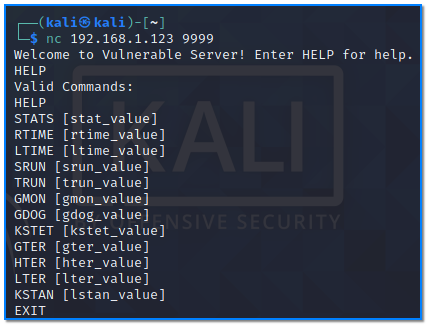 ┌──(kali㉿kali)-[~]
└─$ nc 192.168.1.123 9999
Welcome to Vulnerable Server! Enter HELP for help.
HELP
Valid Commands:
HELP
STATS [stat_value]
RTIME [rtime_value]
LTIME [ltime_value]
SRUN [srun_value]
TRUN [trun_value]
GMON [gmon_value]
GDOG [gdog_value]
KSTET [kstet_value]
GTER [gter_value]
HTER [hter_value]
LTER [lter_value]
KSTAN [lstan_value]
EXIT
KALI
OFFENSIVE SECURITY